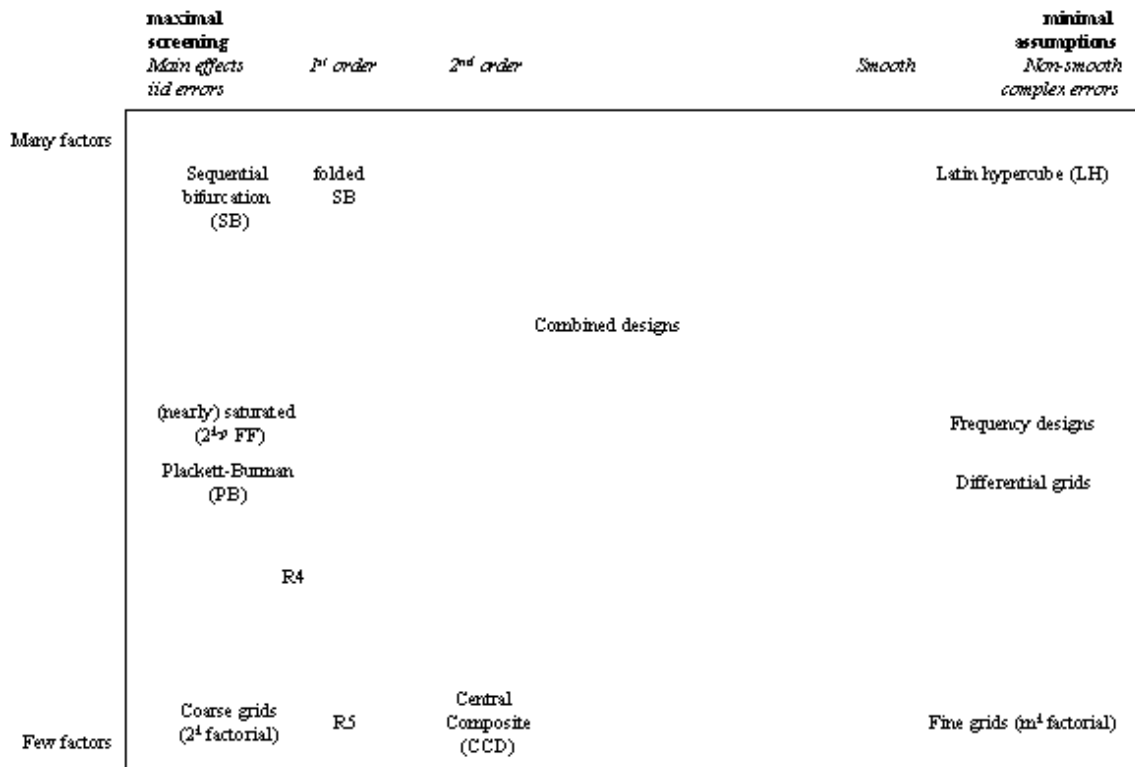 maximal
screening
Main effects
iid errors
1st order
2nd order
Smooth
minimal
assumptions
Non-smooth
complex errors
Many factors
Sequential
bifurcation
(SB)
folded
SB
Latin hypercube (LH)
Combined designs
(nearly) saturated
(2k-p FF)
Frequency designs
Plackett-Burman
(PB)
Differential grids
R4
Few factors
Coarse grids
(2k factorial)
R5
Central
Composite
(CCD)
Fine grids (mk factorial)